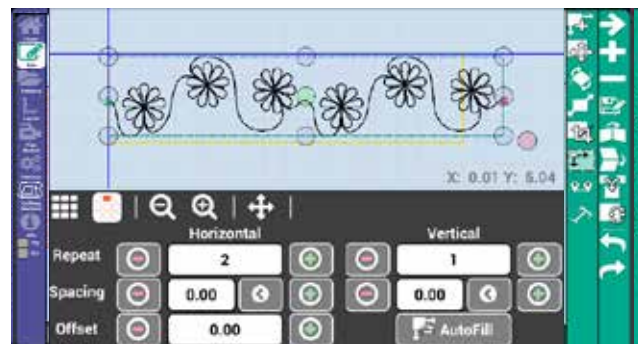 X: 0.01 Y: 5.04
Horizontal
Vertical
Repeat
2
1
Spacing
0.00
0.00
Offset
0.00
AutoFill